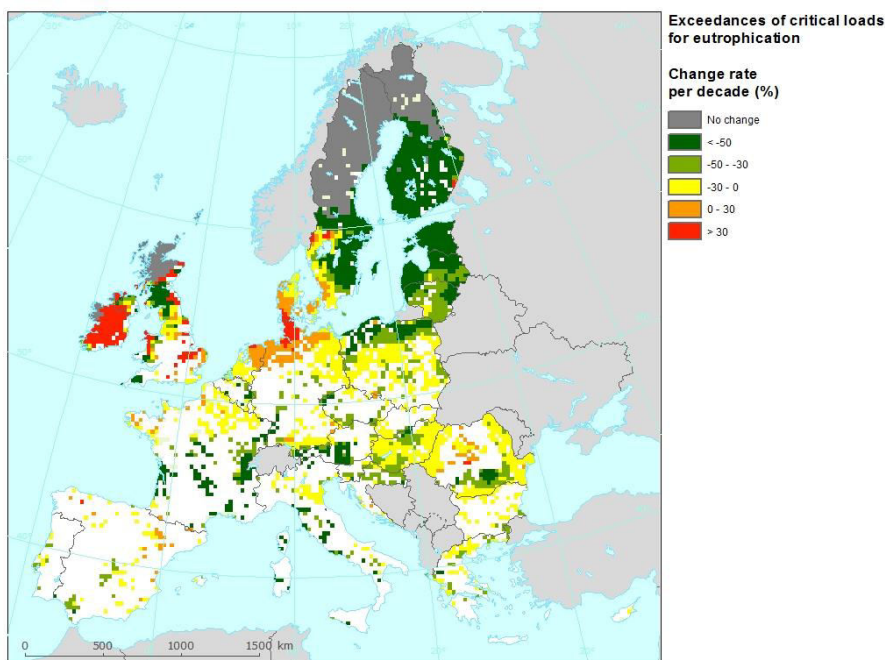 Exceedances of critical loads
for eutrophication
Change rate
per decade (%)
No change
< -50
-50 - -30
-30 - 0
0 - 30
> 30
0 500 1000 1500 km